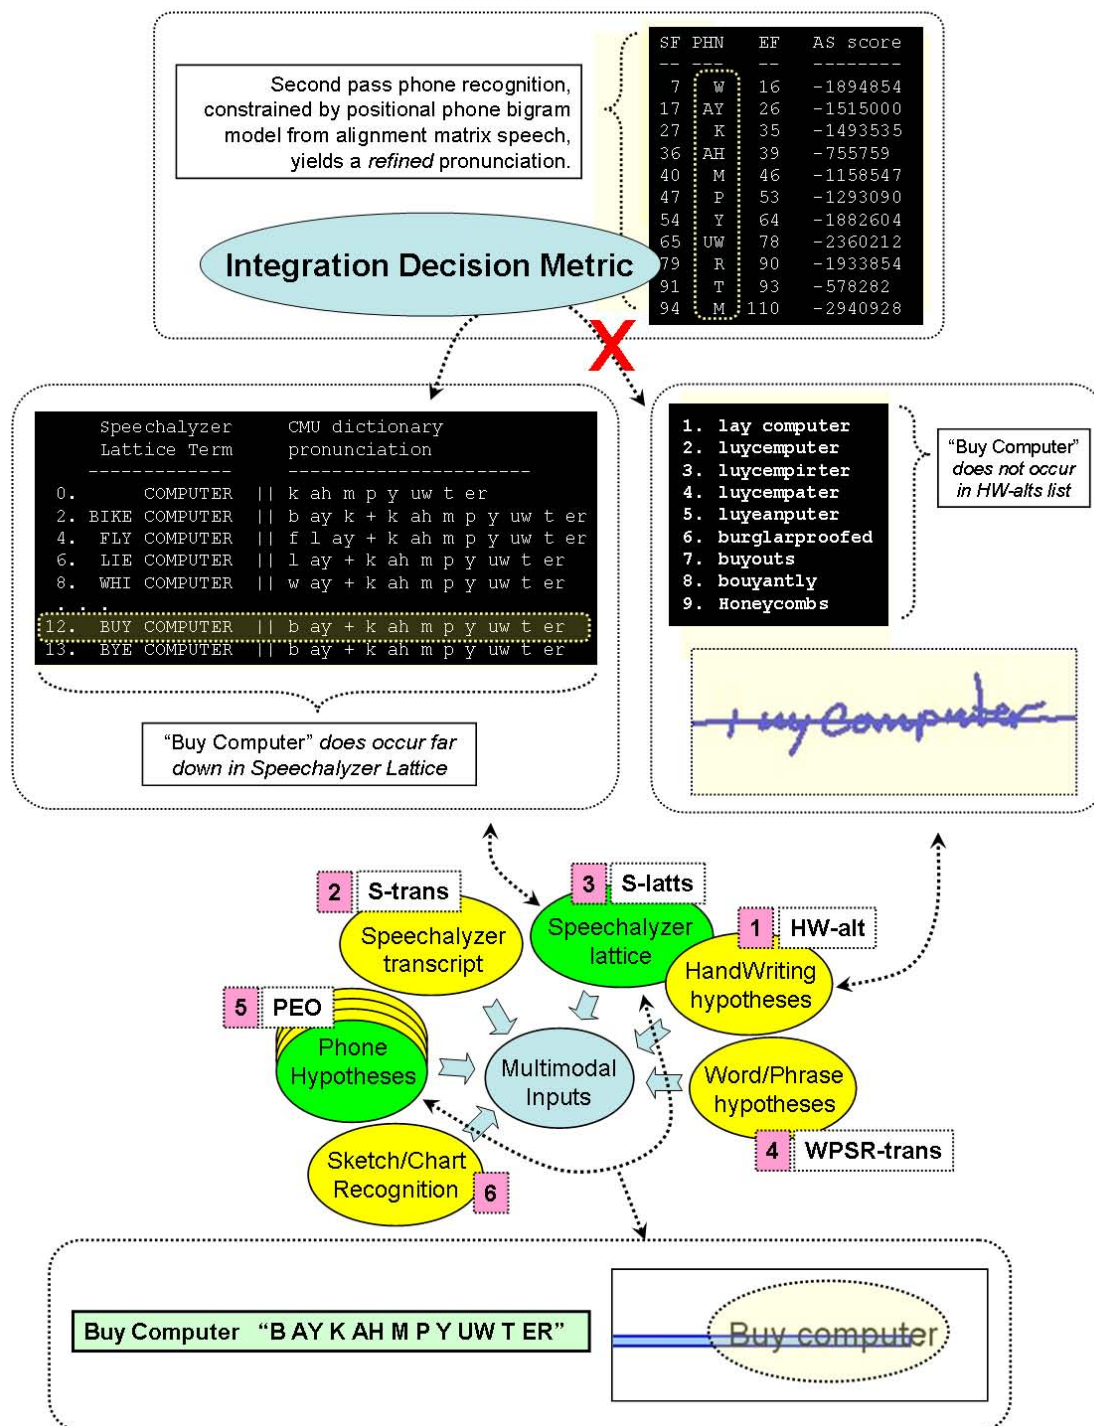 Second pass phone recognition,
constrained by positional phone bigram
model from alignment matrix speech,
yields a refined pronunciation.
SF PHN EF AS score
-- --- -- --------
7 W 16 -1894854
17 AY 26 -1515000
27 K 35 -1493535
36 AH 39 -755759
40 M 46 -1158547
47 P 53 -1293090
54 Y 64 -1882604
65 UW 78 -2360212
79 R 90 -1933854
91 T 93 -578282
94 M 110 -2940928
Integration Decision Metric
X
Speechalyzer CMU dictionary
Lattice Term pronunciation
------------- ----------------------
0. COMPUTER || k ah m p y uw t er
2. BIKE COMPUTER || b ay k + k ah m p y uw t er
4. FLY COMPUTER || f l ay + k ah m p y uw t er
6. LIE COMPUTER || l ay + k ah m p y uw t er
8. WHI COMPUTER || w ay + k ah m p y uw t er
. . .
12. BUY COMPUTER || b ay + k ah m p y uw t er
13. BYE COMPUTER || b ay + k ah m p y uw t er
“Buy Computer” does occur far
down in Speechalyzer Lattice
1. lay computer
2. luycemputer
3. luycempirter
4. luycempater
5. luyeanputer
6. burglarproofed
7. buyouts
8. bouyantly
9. Honeycombs
“Buy Computer”
does not occur
in HW-alts list
ı uy Computer
2 S-trans
Speechalyzer
transcript
3 S-latts
Speechalyzer
lattice
1 HW-alt
HandWriting
hypotheses
5 PEO
Phone
Hypotheses
Multimodal
Inputs
Word/Phrase
hypotheses
4 WPSR-trans
Sketch/Chart
Recognition
6
Buy Computer “B AY K AH M P Y UW T ER”
Buy computer